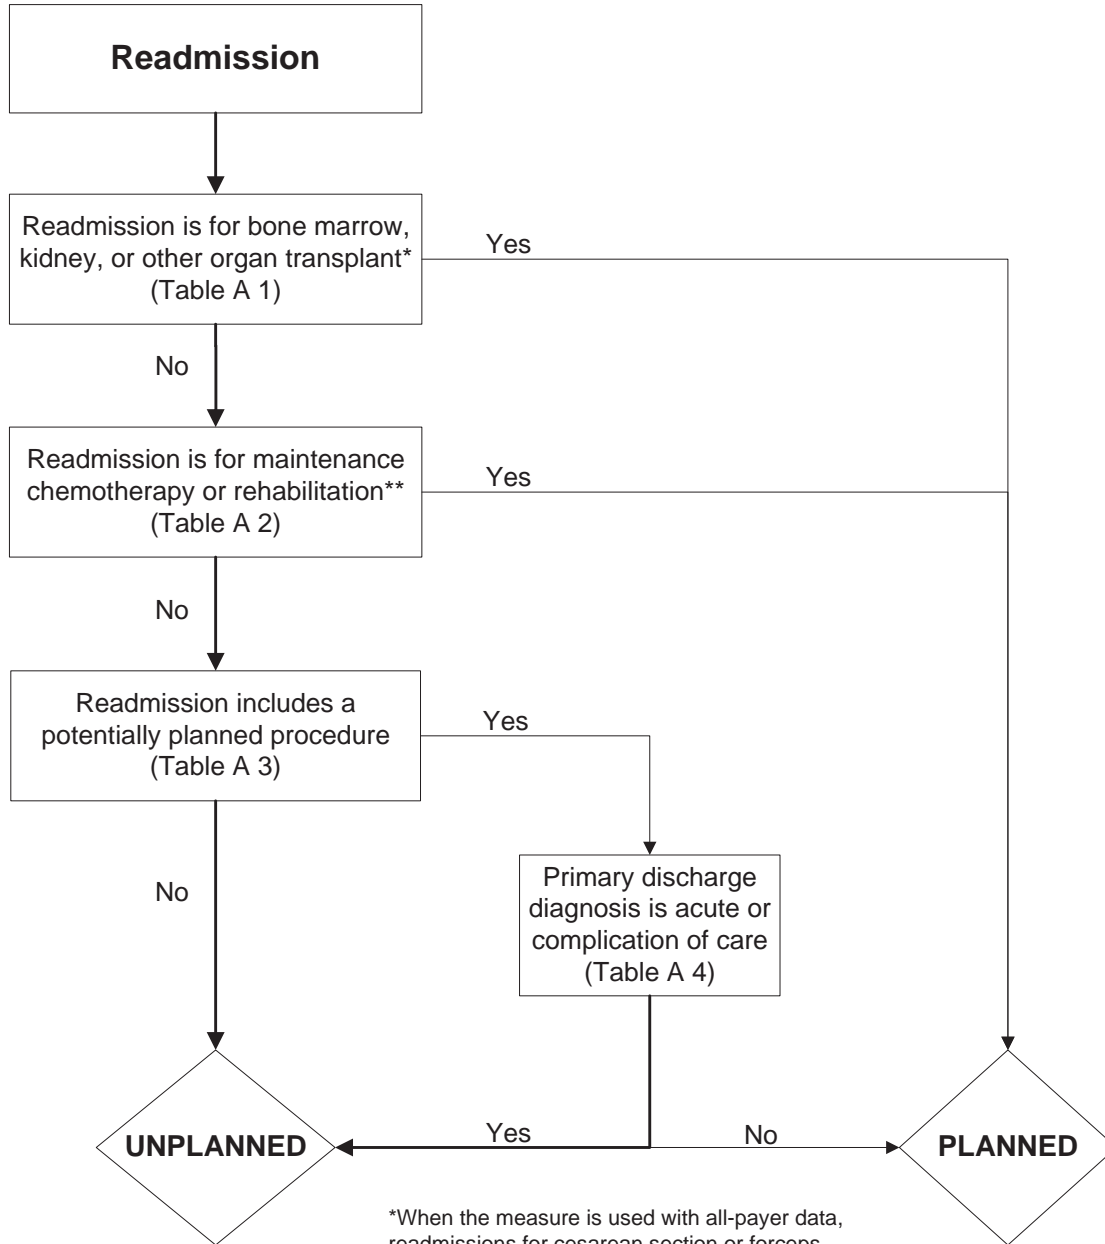 Readmission
Readmission is for bone marrow,
kidney, or other organ transplant*
(Table A 1)
Yes
No
Readmission is for maintenance
chemotherapy or rehabilitation**
(Table A 2)
Yes
No
Readmission includes a
potentially planned procedure
(Table A 3)
Yes
No
Primary discharge
diagnosis is acute or
complication of care
(Table A 4)
UNPLANNED
Yes
No
PLANNED
*When the measure is used with all-payer data,
readmissions for cesarean section or forceps